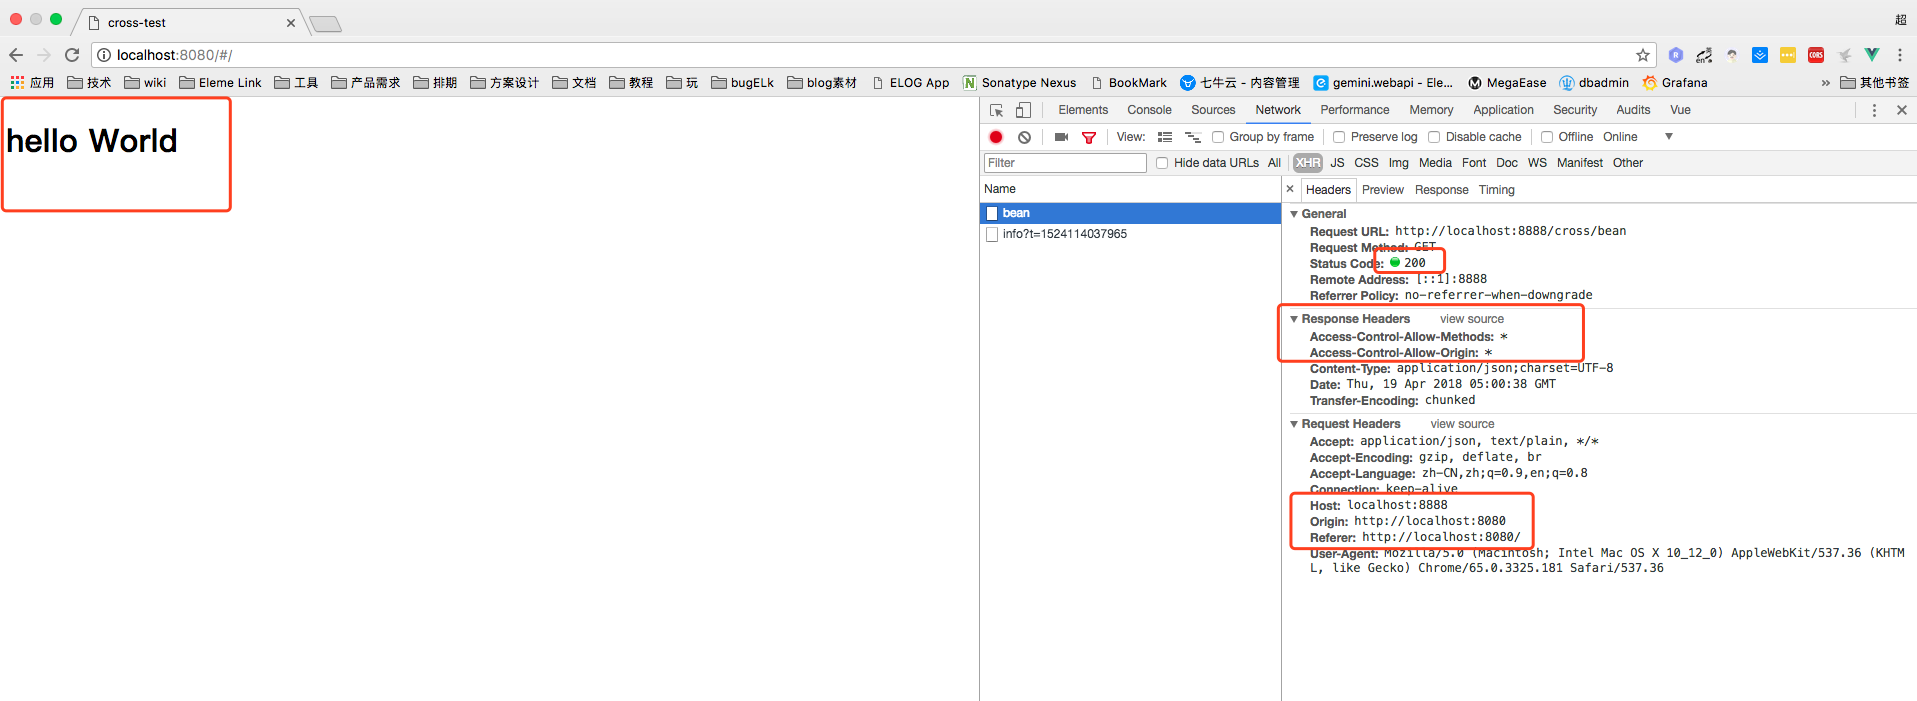 cross-test
超
localhost:8080/#/
应用 技术 wiki Eleme Link 工具 产品需求 排期 方案设计 文档 教程 玩 bugELk blog素材 ELOG App Sonatype Nexus BookMark 七牛云 - 内容管理 gemini.webapi - Ele... MegaEase dbadmin Grafana » 其他书签
hello World
Elements Console Sources Network Performance Memory Application Security Audits Vue
View: Group by frame Preserve log Disable cache Offline Online
Filter Hide data URLs All XHR JS CSS Img Media Font Doc WS Manifest Other
Name
bean
info?t=1524114037965
Headers Preview Response Timing
General
Request URL: http://localhost:8888/cross/bean
Request Method: GET
Status Code: 200
Remote Address: [::1]:8888
Referrer Policy: no-referrer-when-downgrade
Response Headers view source
Access-Control-Allow-Methods: *
Access-Control-Allow-Origin: *
Content-Type: application/json;charset=UTF-8
Date: Thu, 19 Apr 2018 05:00:38 GMT
Transfer-Encoding: chunked
Request Headers view source
Accept: application/json, text/plain, */*
Accept-Encoding: gzip, deflate, br
Accept-Language: zh-CN,zh;q=0.9,en;q=0.8
Connection: keep-alive
Host: localhost:8888
Origin: http://localhost:8080
Referer: http://localhost:8080/
User-Agent: Mozilla/5.0 (Macintosh; Intel Mac OS X 10_12_0) AppleWebKit/537.36 (KHTM
L, like Gecko) Chrome/65.0.3325.181 Safari/537.36